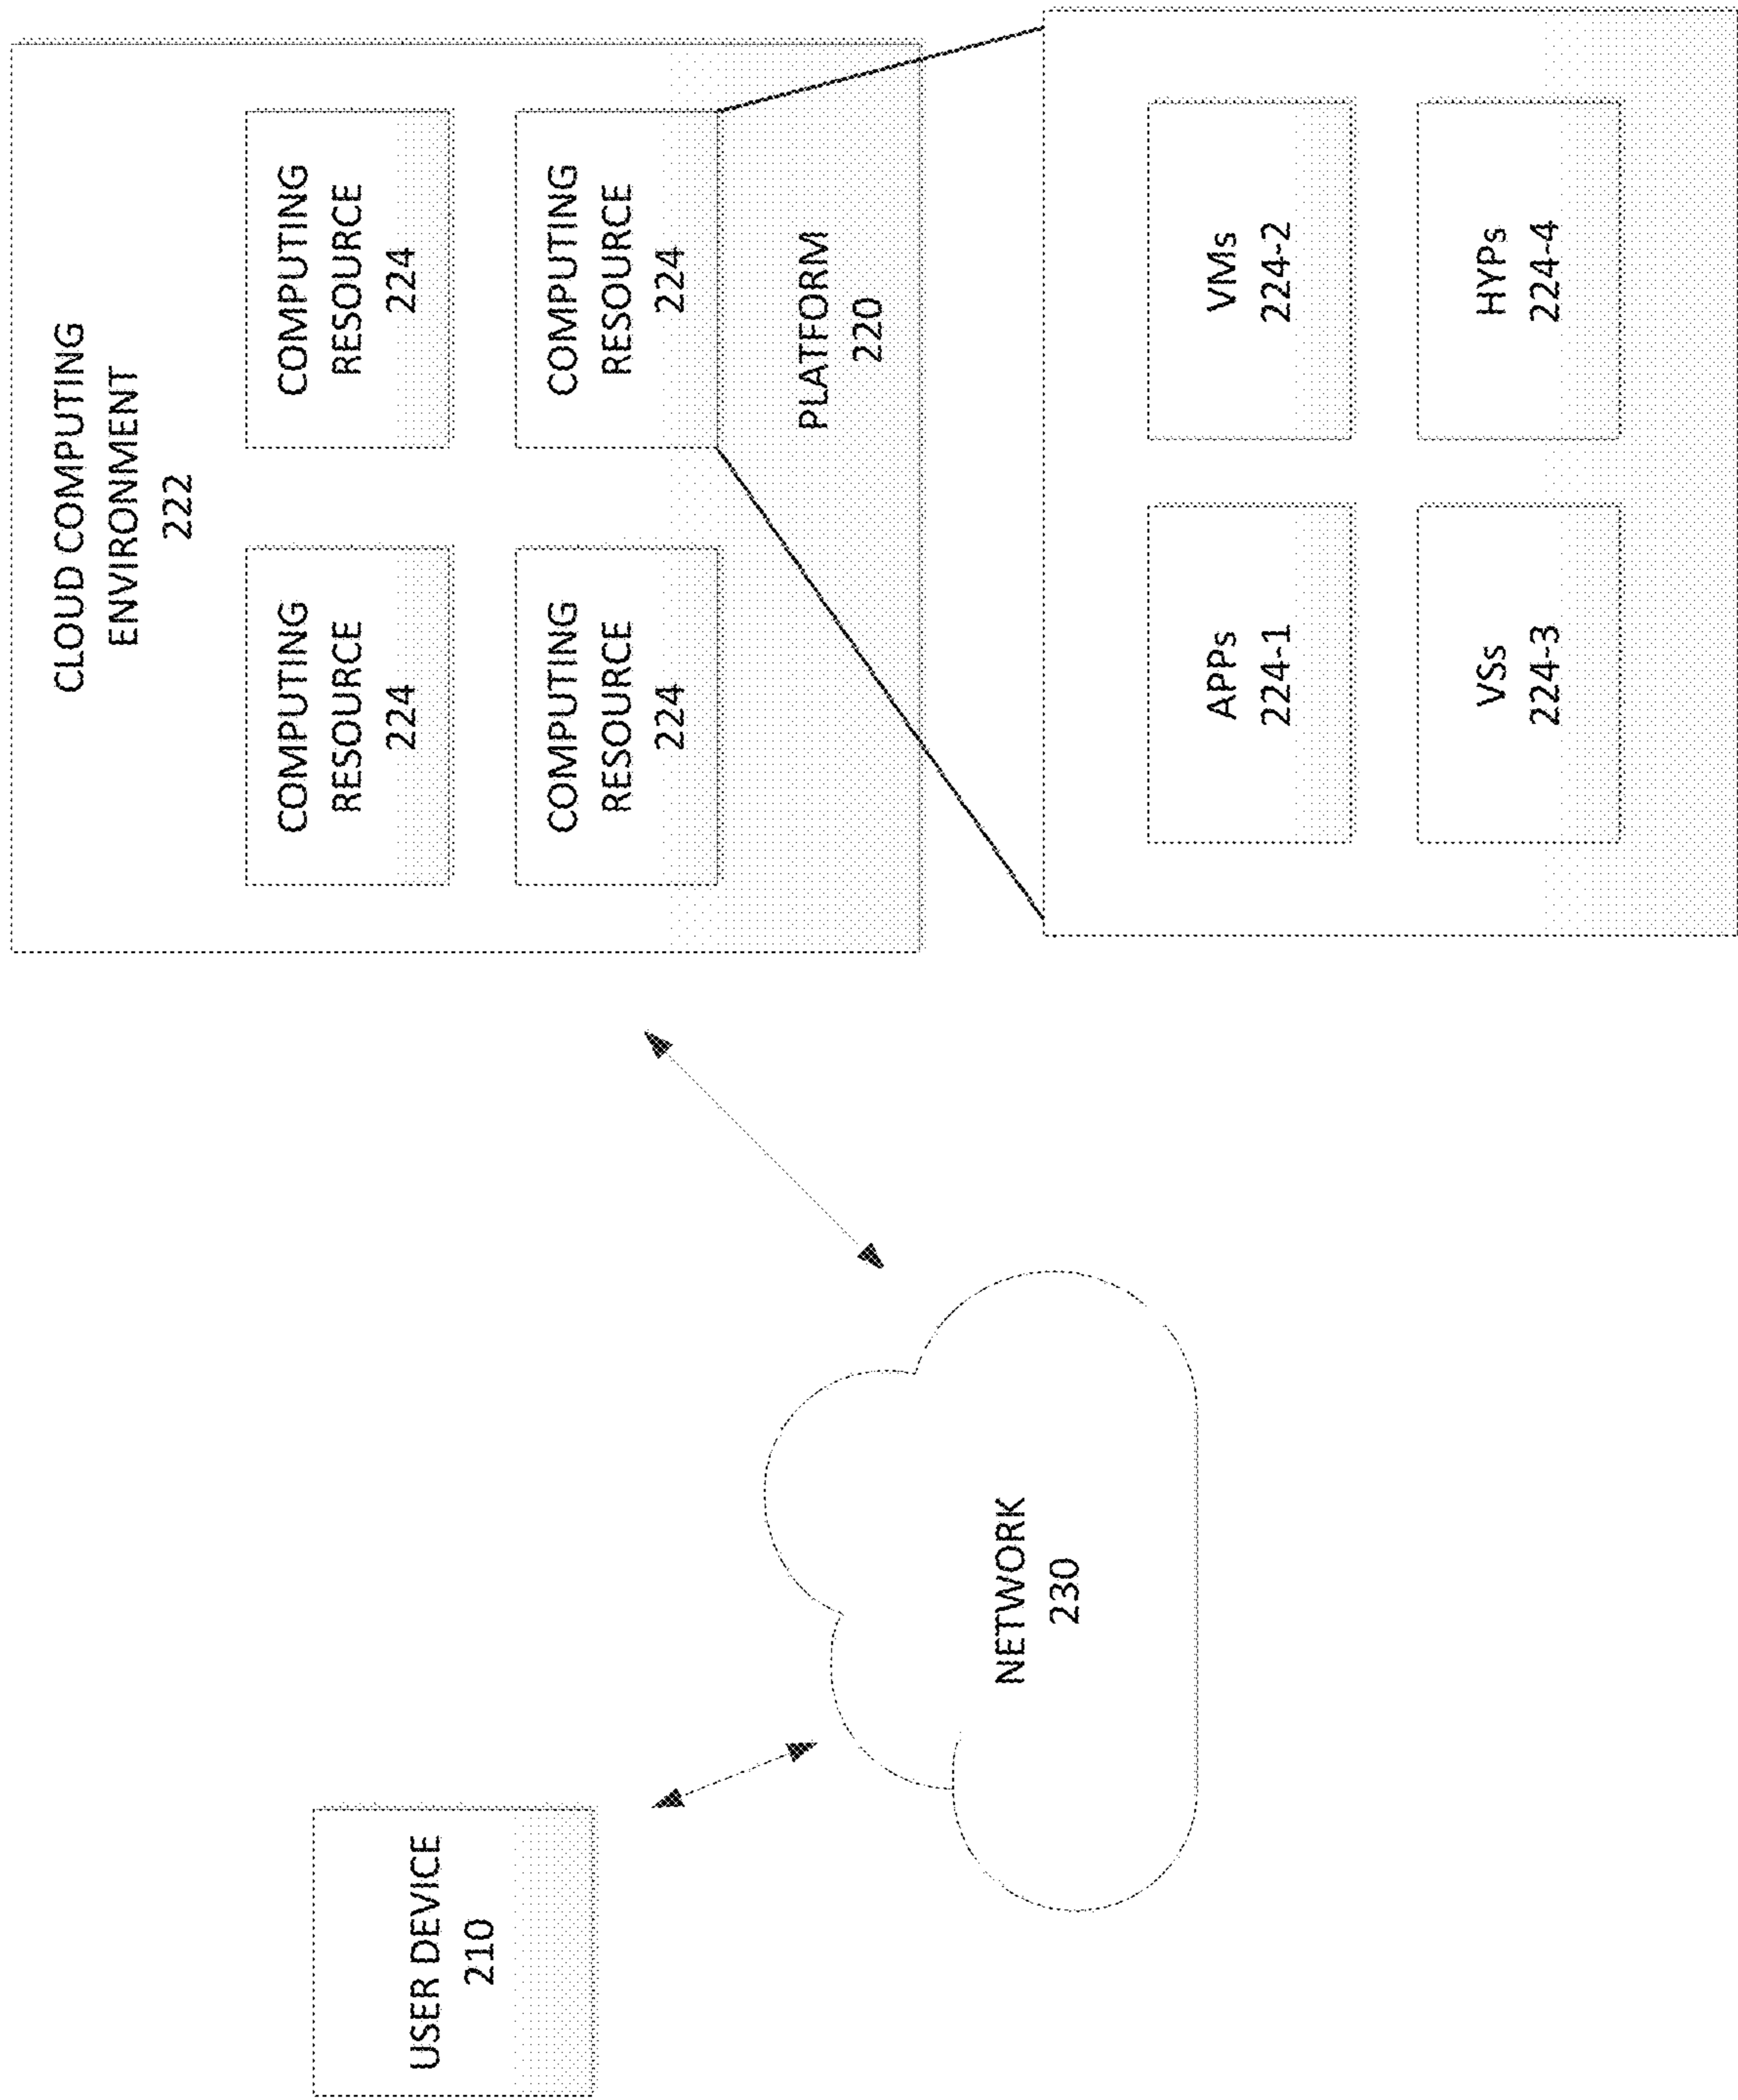 CLOUD COMPUTING
ENVIRONMENT
222
COMPUTING
RESOURCE
224
COMPUTING
RESOURCE
224
COMPUTING
RESOURCE
224
COMPUTING
RESOURCE
224
PLATFORM
220
USER DEVICE
210
NETWORK
230
APPs
224-1
VMs
224-2
VSs
224-3
HYPs
224-4